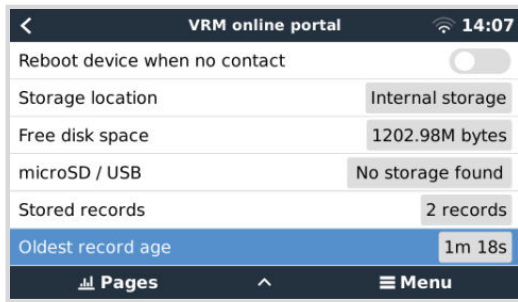 VRM online portal 14:07
Reboot device when no contact
Storage location Internal storage
Free disk space 1202.98M bytes
microSD / USB No storage found
Stored records 2 records
Oldest record age 1m 18s
Pages Menu